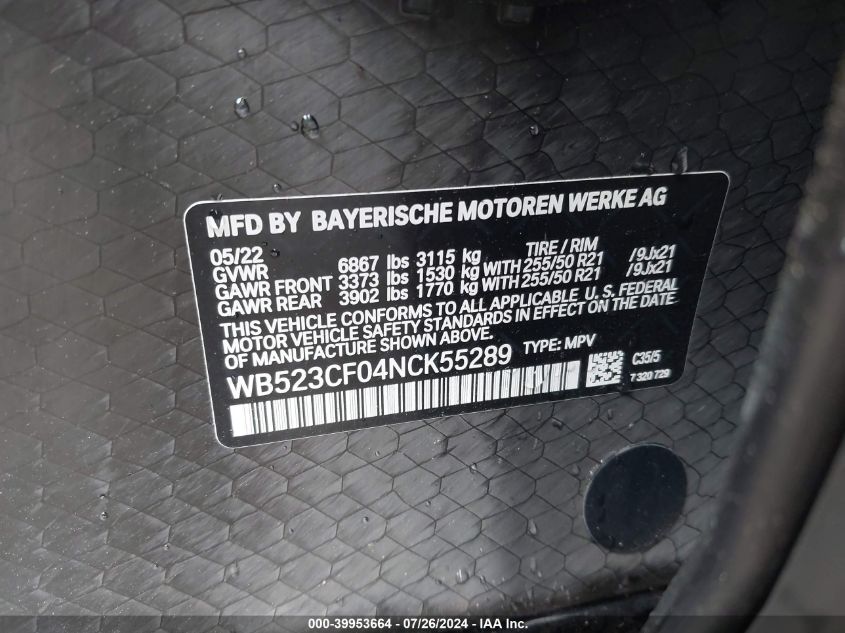 MFD BY BAYERISCHE MOTOREN WERKE AG
05/22 TIRE / RIM
GVWR 6867 lbs 3115 kg
GAWR FRONT 3373 lbs 1530 kg WITH 255/50 R21 /9Jx21
GAWR REAR 3902 lbs 1770 kg WITH 255/50 R21 /9Jx21
THIS VEHICLE CONFORMS TO ALL APPLICABLE U. S. FEDERAL
MOTOR VEHICLE SAFETY STANDARDS IN EFFECT ON THE DATE
OF MANUFACTURE SHOWN ABOVE.
WB523CF04NCK55289 TYPE: MPV
C35/5
7 320 729
000-39953664 / 07/26/2024 - IAA Inc.